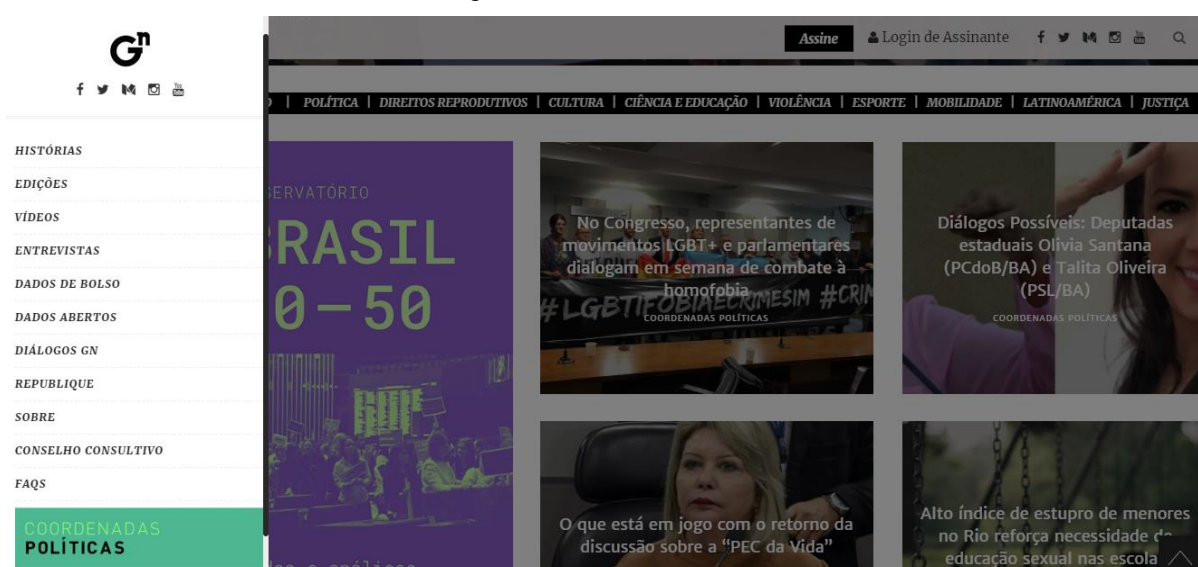 Gn
HISTÓRIAS
EDIÇÕES
VÍDEOS
ENTREVISTAS
DADOS DE BOLSO
DADOS ABERTOS
DIÁLOGOS GN
REPUBLIQUE
SOBRE
CONSELHO CONSULTIVO
FAQS
COORDENADAS
POLÍTICAS
Assine Login de Assinante
| POLÍTICA | DIREITOS REPRODUTIVOS | CULTURA | CIÊNCIA E EDUCAÇÃO | VIOLÊNCIA | ESPORTE | MOBILIDADE | LATINOAMÉRICA | JUSTIÇA
SERVATÓRIO
RASIL
0-50
No Congresso, representantes de
movimentos LGBT+ e parlamentares
dialogam em semana de combate à
homofobia
COORDENADAS POLÍTICAS
#LGBTIFOBIAECRIMESIM #CRIM
Diálogos Possíveis: Deputadas
estaduais Olivia Santana
(PCdoB/BA) e Talita Oliveira
(PSL/BA)
COORDENADAS POLÍTICAS
O que está em jogo com o retorno da
discussão sobre a “PEC da Vida”
Alto índice de estupro de menores
no Rio reforça necessidade de
educação sexual nas escola